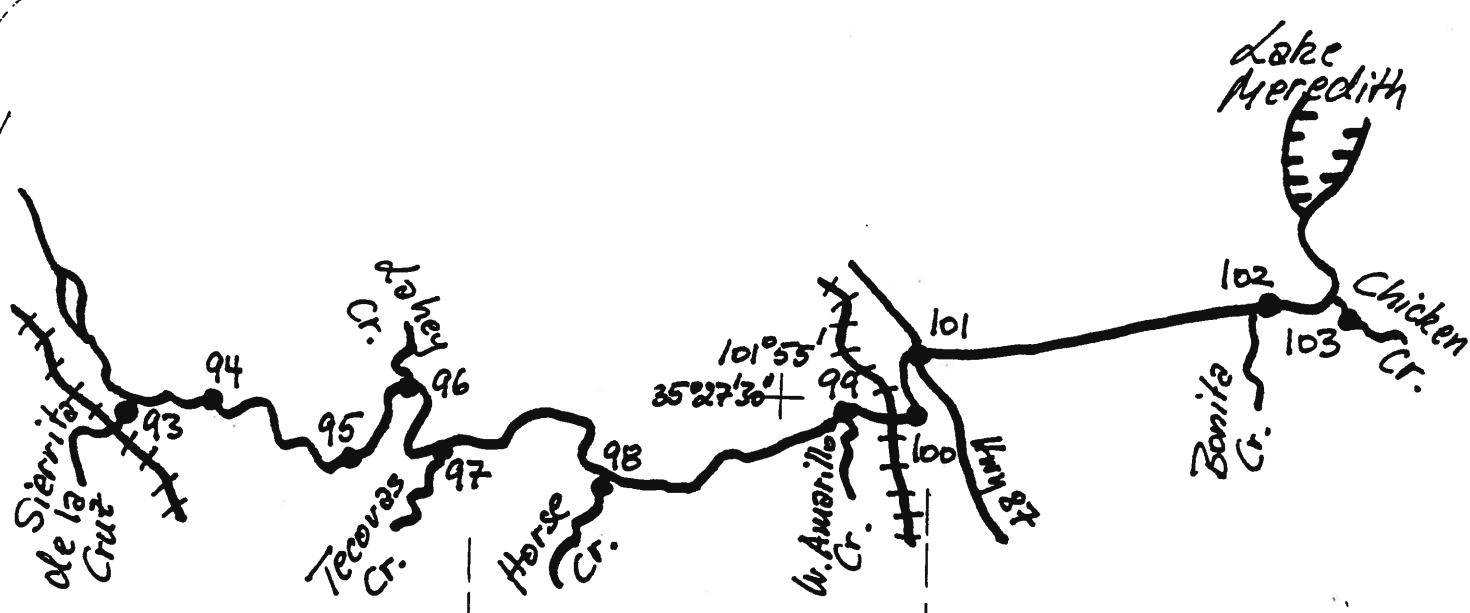 Lake
Meredith
Lahey
Cr.
102
Chicken
Cr.
103
101
101°55'
35°27'30"
94
96
99
93
95
98
97
100
Hwy 87
Bonita
Cr.
W. Amarillo
Cr.
Sierrita
de la
Cruz
Tecovas
Cr.
Horse
Cr.